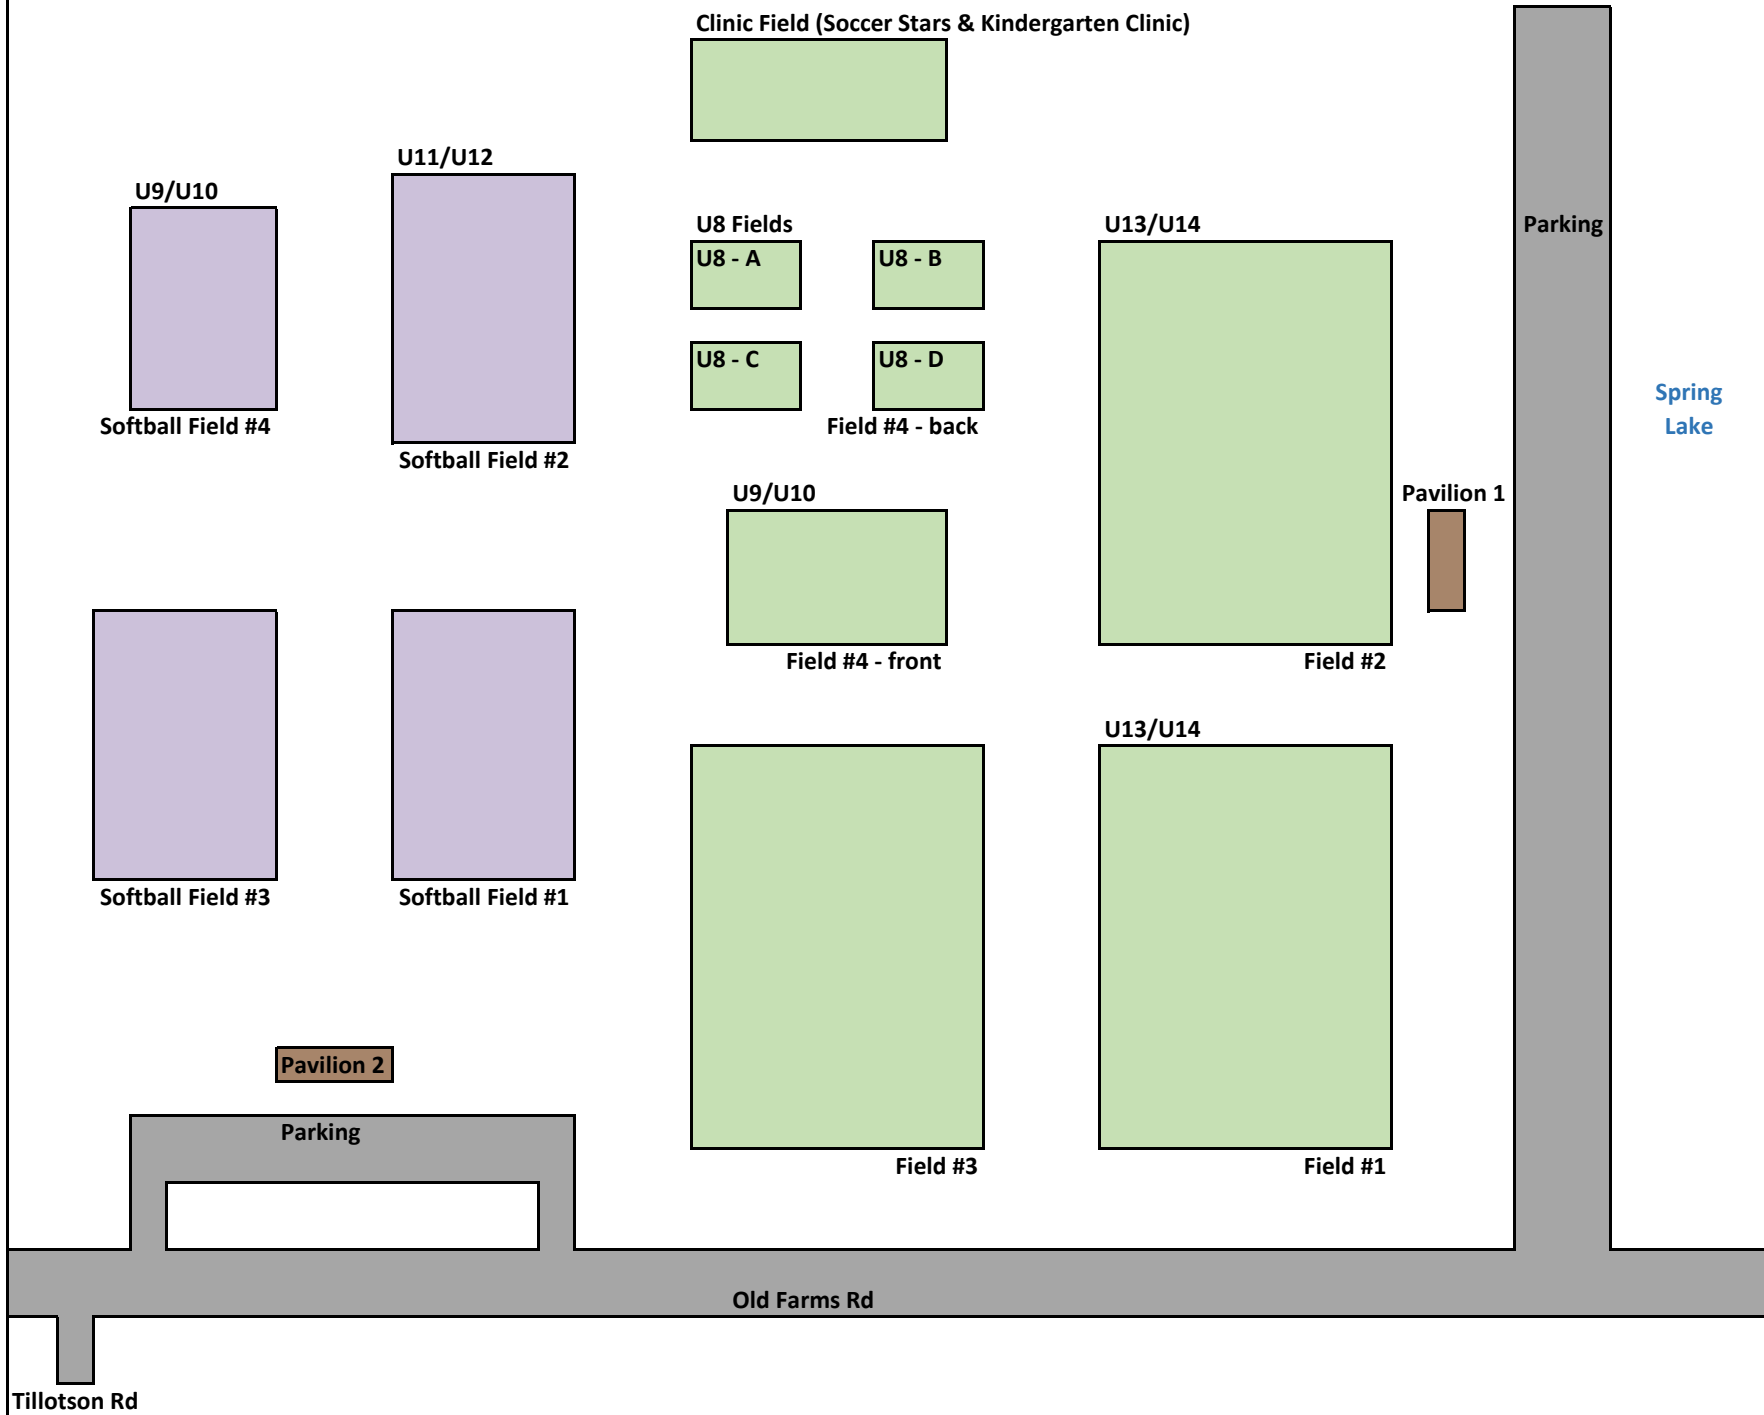 Clinic Field (Soccer Stars & Kindergarten Clinic)
U11/U12
U9/U10
U8 Fields
U13/U14
Parking
U8 - A
U8 - B
U8 - C
U8 - D
Spring
Lake
Softball Field #4
Field #4 - back
Softball Field #2
U9/U10
Pavilion 1
Field #4 - front
Field #2
U13/U14
Softball Field #3
Softball Field #1
Pavilion 2
Parking
Field #3
Field #1
Old Farms Rd
Tillotson Rd